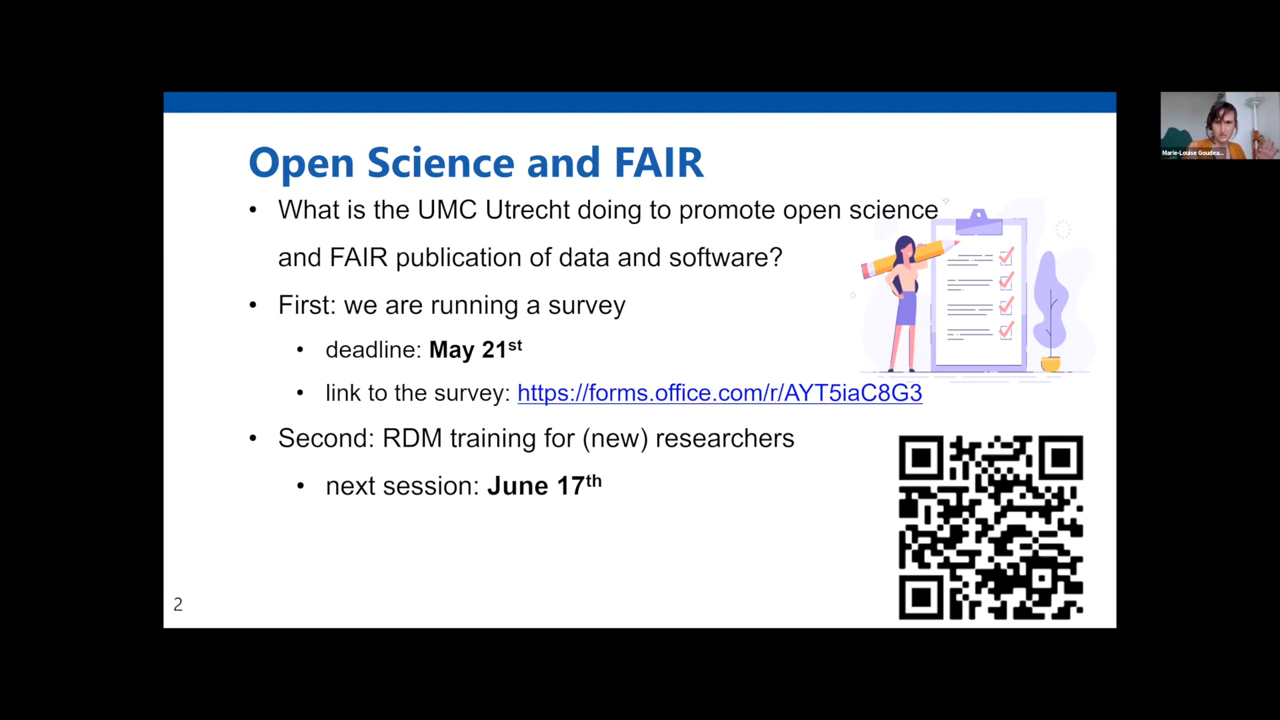 Open Science and FAIR
• What is the UMC Utrecht doing to promote open science
and FAIR publication of data and software?
• First: we are running a survey
• deadline: May 21st
• link to the survey: https://forms.office.com/r/AYT5iaC8G3
• Second: RDM training for (new) researchers
• next session: June 17th
2
Marie-Louise Goudea...